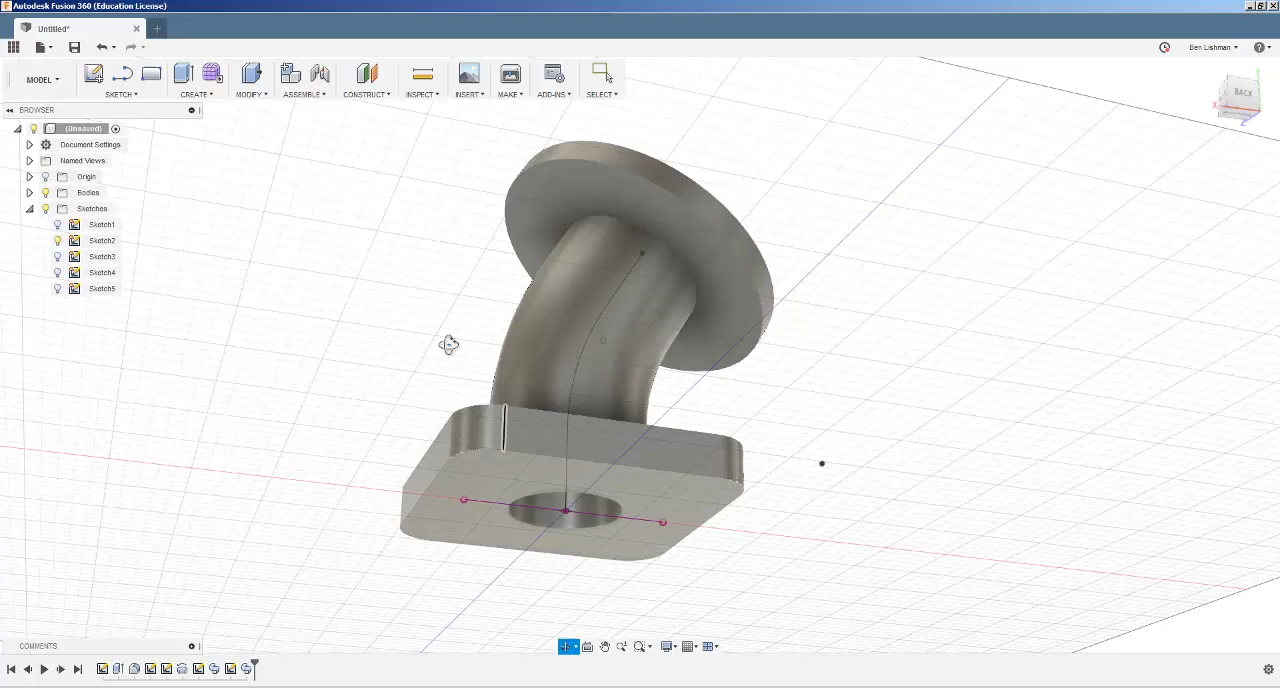 Autodesk Fusion 360 (Education License)
Untitled*
Ben Lishman
MODEL
SKETCH
CREATE
MODIFY
ASSEMBLE
CONSTRUCT
INSPECT
INSERT
MAKE
ADD-INS
SELECT
BACK
BROWSER
(Unsaved)
Document Settings
Named Views
Origin
Bodies
Sketches
Sketch1
Sketch2
Sketch3
Sketch4
Sketch5
COMMENTS